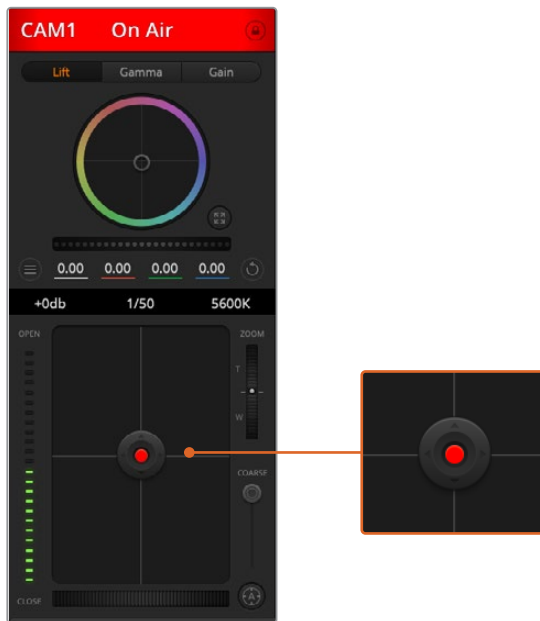 CAM1 On Air
Lift Gamma Gain
0.00 0.00 0.00 0.00
+0db 1/50 5600K
OPEN ZOOM
T
W
COARSE
A
CLOSE